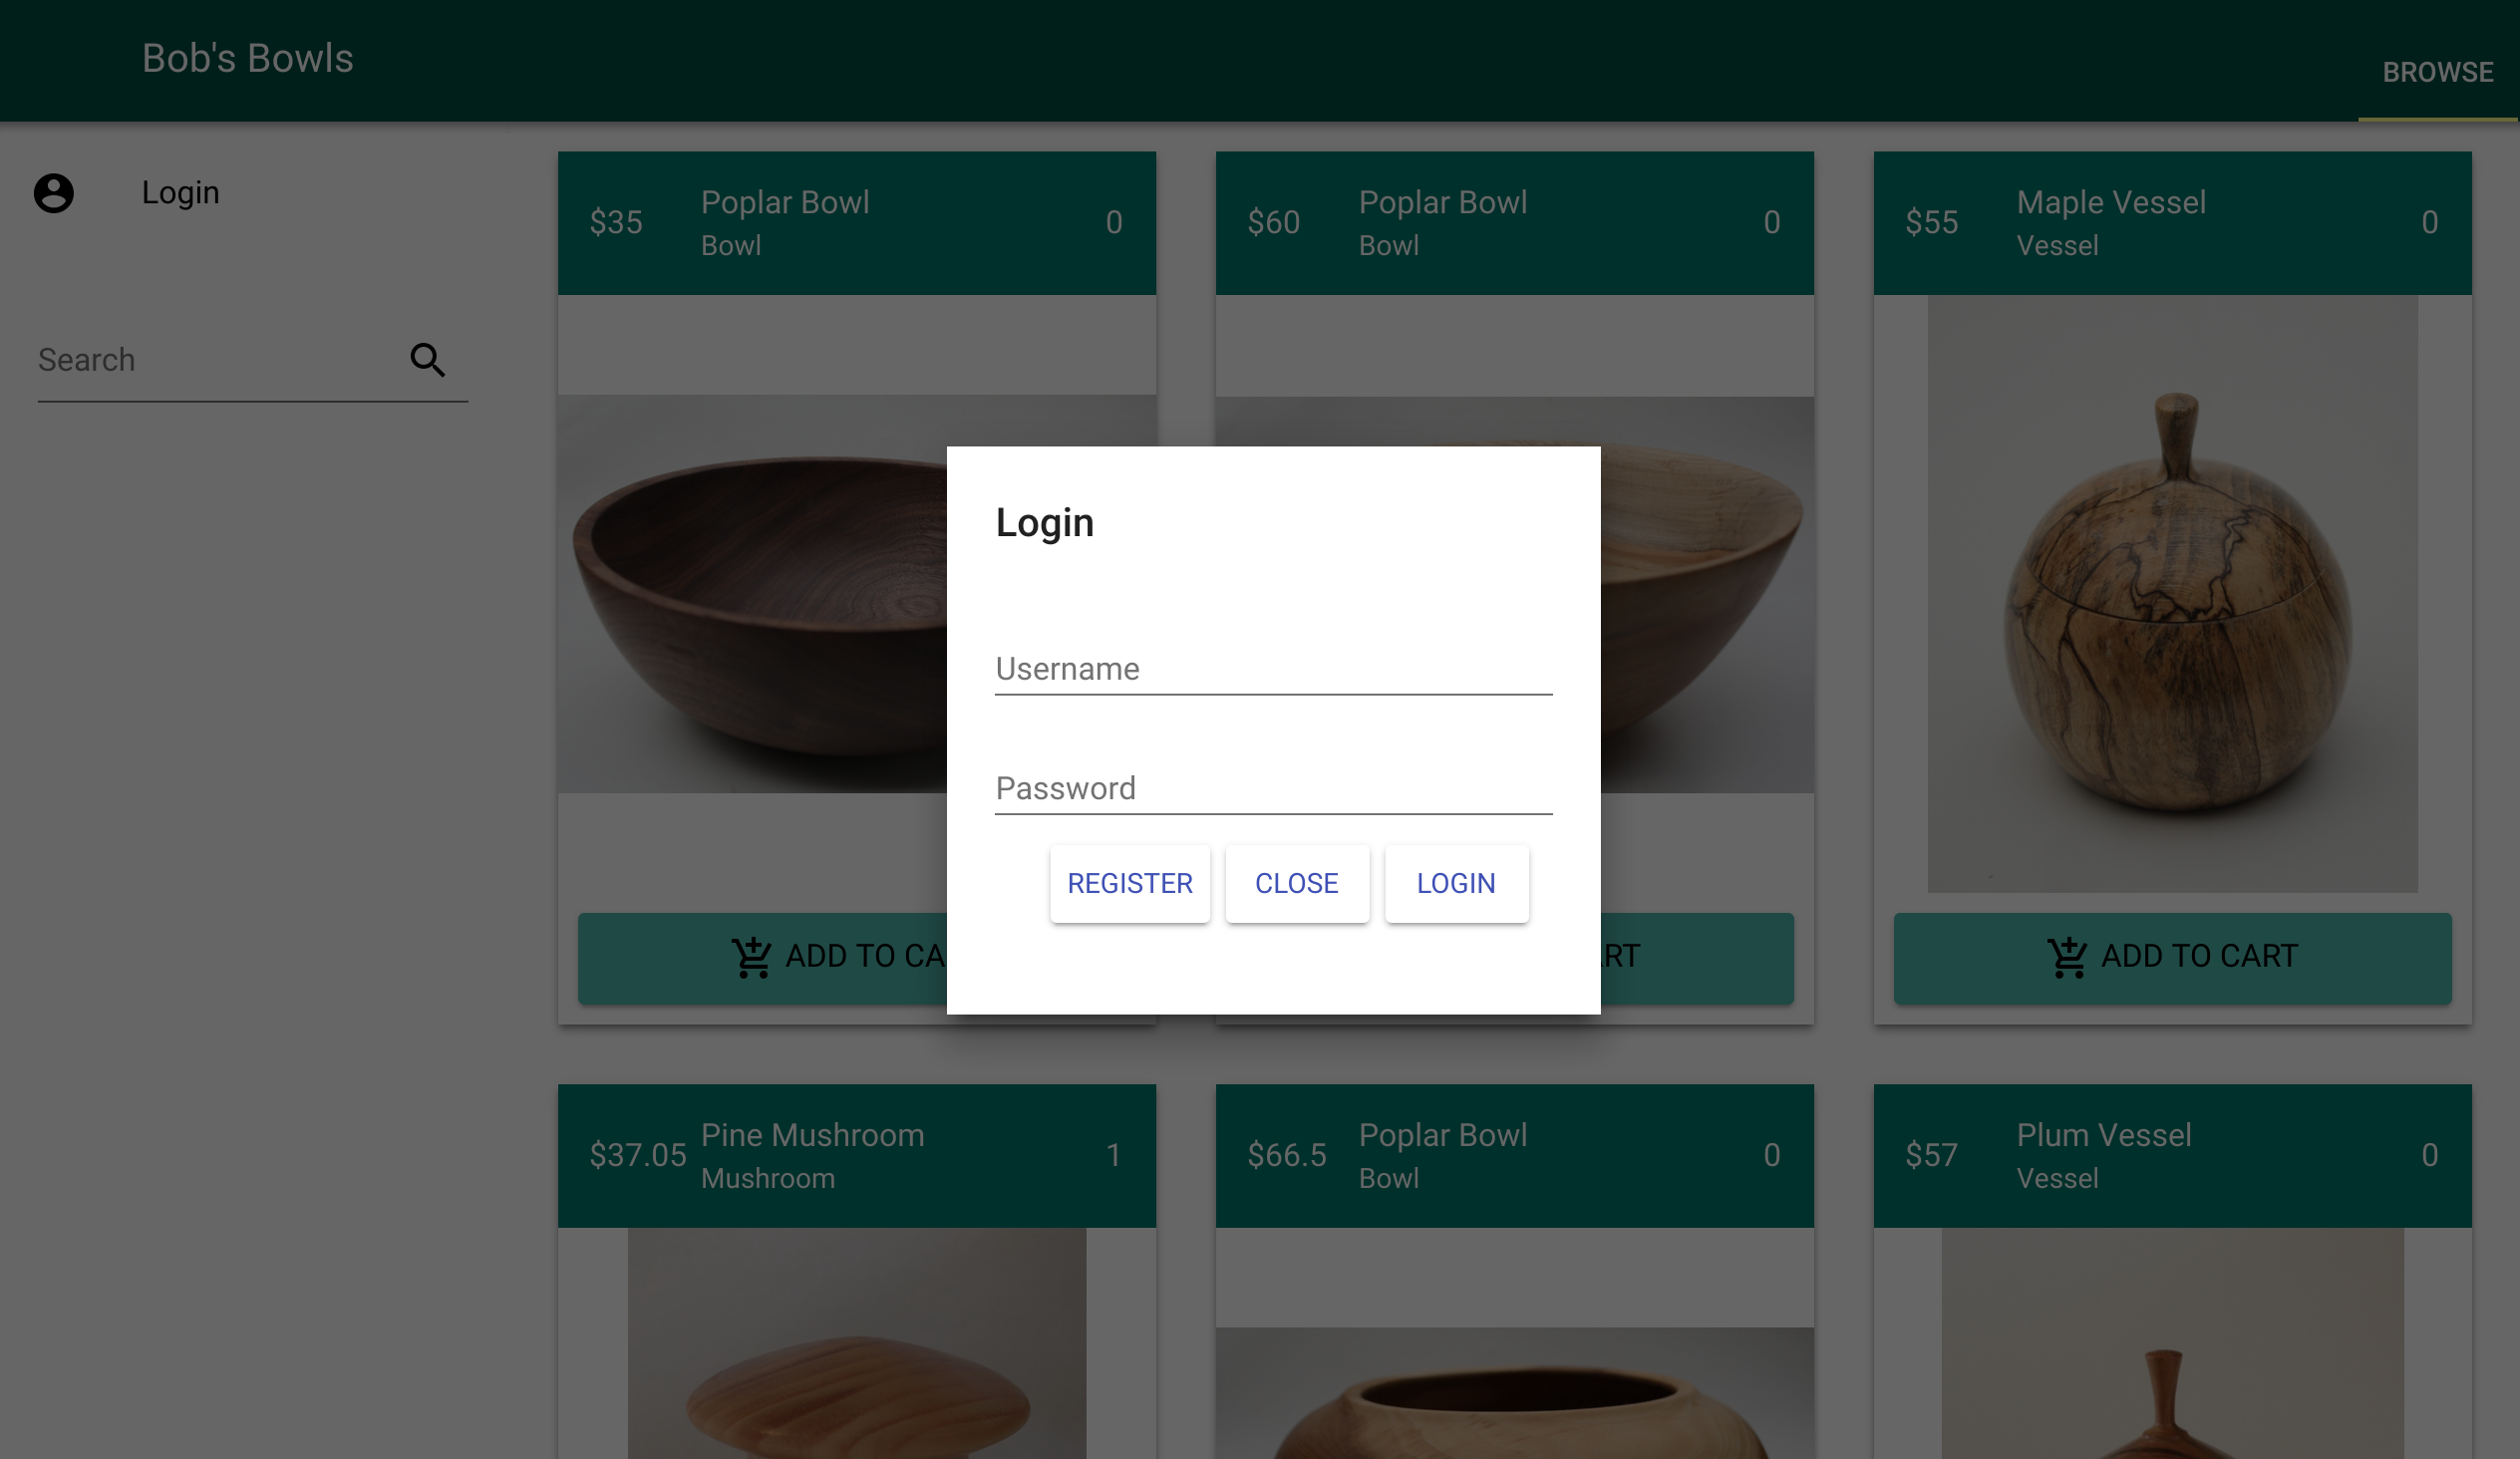 Bob's Bowls
BROWSE
Login
Search
$35
Poplar Bowl
Bowl
0
$60
Poplar Bowl
Bowl
0
$55
Maple Vessel
Vessel
0
Login
Username
Password
REGISTER
CLOSE
LOGIN
ADD TO CA
RT
ADD TO CART
$37.05
Pine Mushroom
Mushroom
1
$66.5
Poplar Bowl
Bowl
0
$57
Plum Vessel
Vessel
0